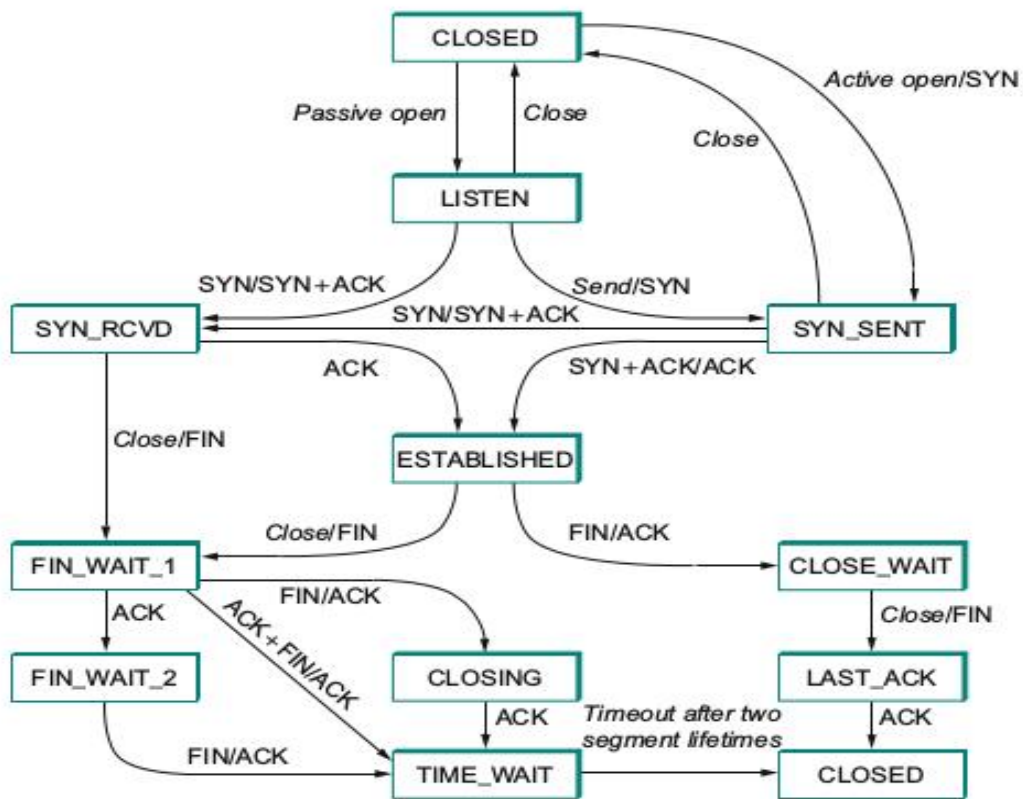 CLOSED
Active open/SYN
Passive open
Close
Close
LISTEN
SYN/SYN + ACK
Send/SYN
SYN/SYN + ACK
SYN_RCVD
SYN_SENT
ACK
SYN + ACK/ACK
Close/FIN
ESTABLISHED
Close/FIN
FIN/ACK
FIN_WAIT_1
CLOSE_WAIT
FIN/ACK
ACK
ACK + FIN/ACK
Close/FIN
FIN_WAIT_2
CLOSING
LAST_ACK
ACK
Timeout after two
segment lifetimes
ACK
FIN/ACK
TIME_WAIT
CLOSED